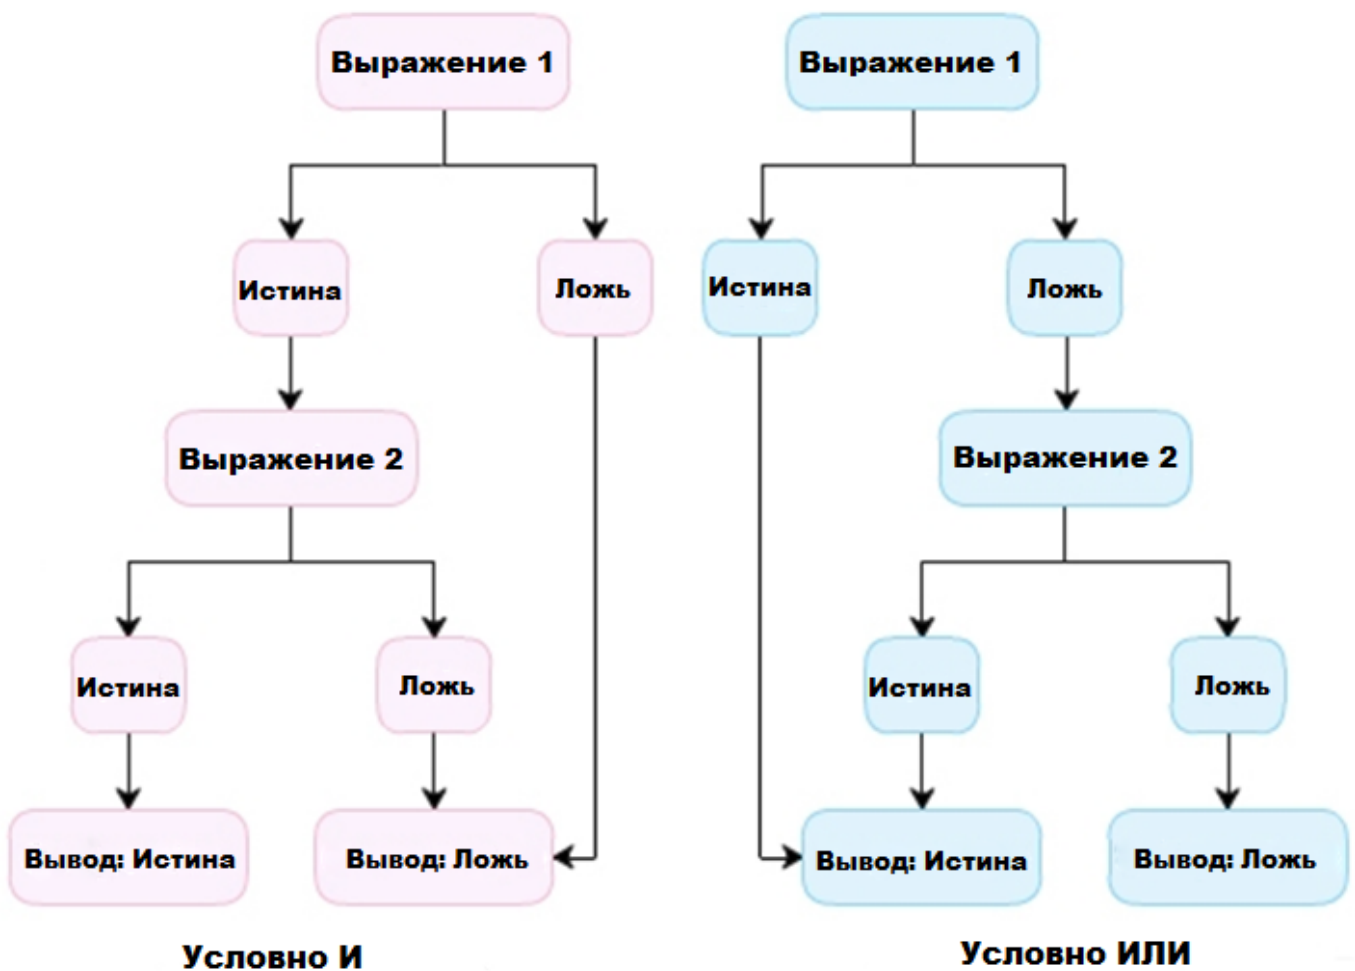 Выражение 1
Истина
Ложь
Выражение 2
Истина
Ложь
Вывод: Истина
Вывод: Ложь
Условно И
Выражение 1
Истина
Ложь
Выражение 2
Истина
Ложь
Вывод: Истина
Вывод: Ложь
Условно ИЛИ